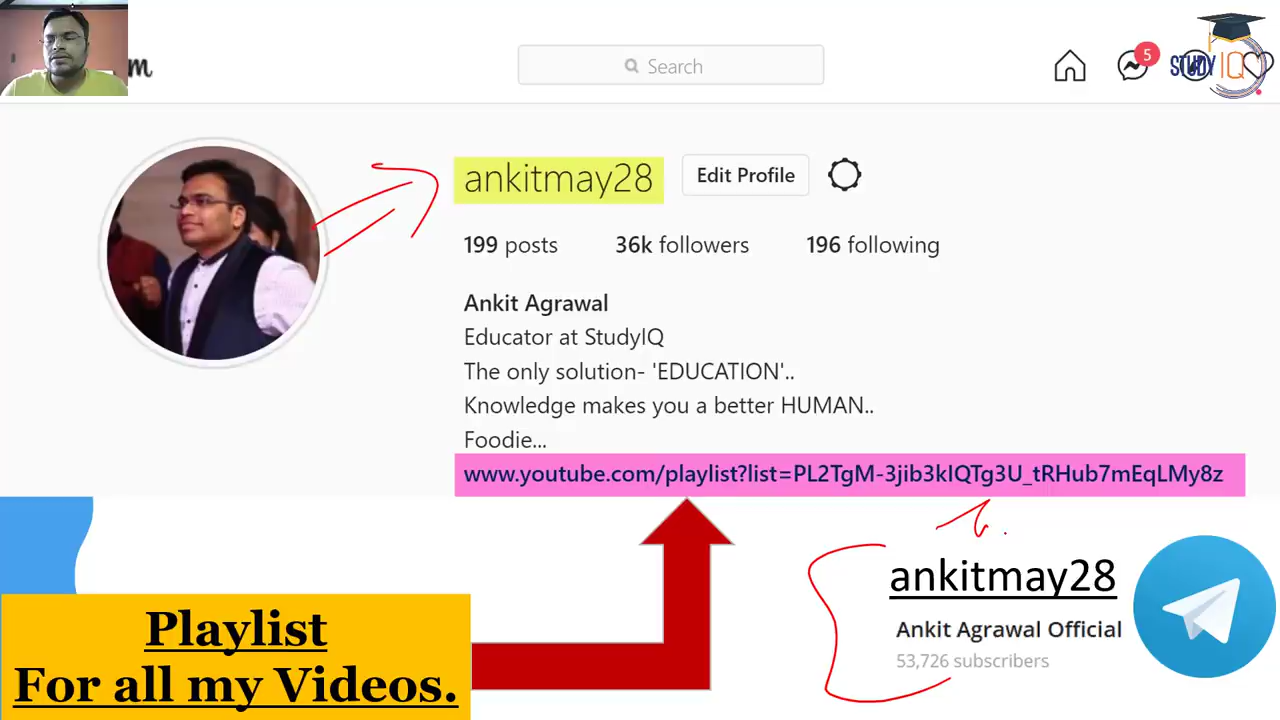 m
Search
5
STUDY IQ
ankitmay28
Edit Profile
199 posts 36k followers 196 following
Ankit Agrawal
Educator at StudyIQ
The only solution- 'EDUCATION'..
Knowledge makes you a better HUMAN..
Foodie...
www.youtube.com/playlist?list=PL2TgM-3jib3kIQTg3U_tRHub7mEqLMy8z
ankitmay28
Ankit Agrawal Official
53,726 subscribers
Playlist
For all my Videos.